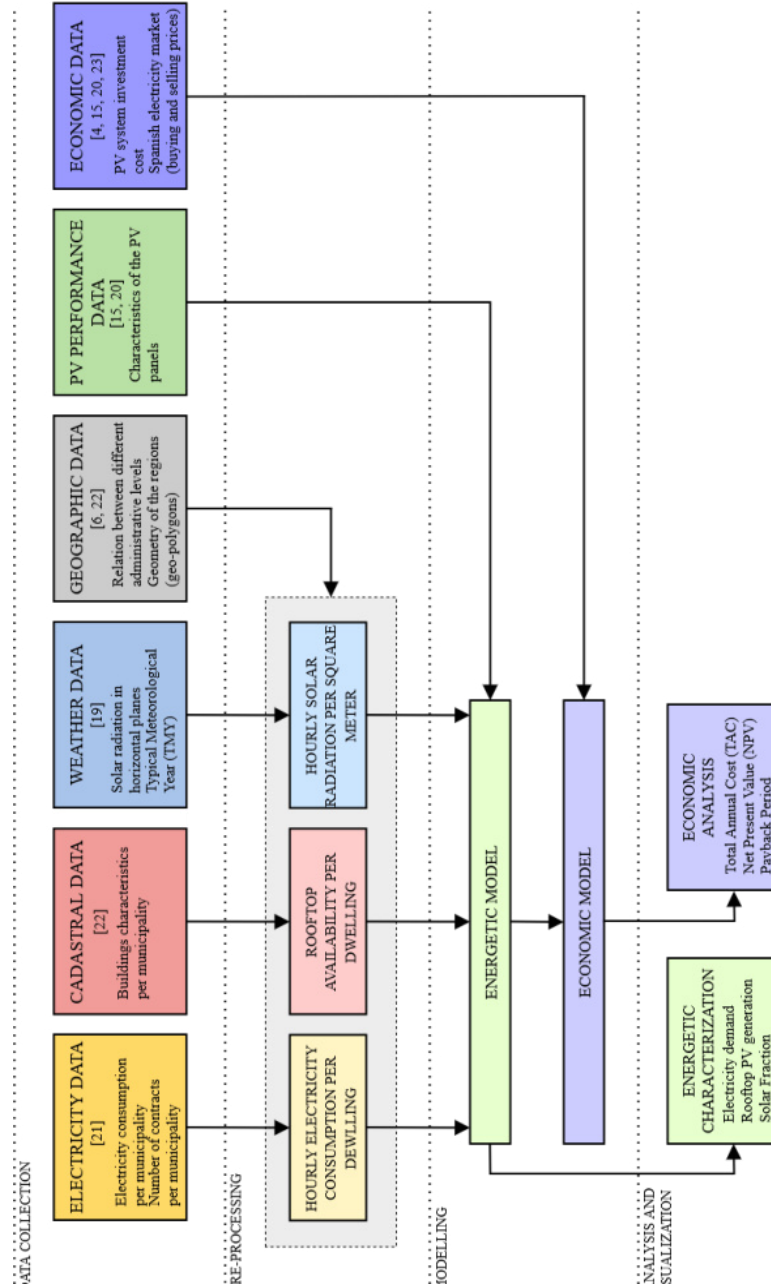 DATA COLLECTION
ELECTRICITY DATA
[21]
Electricity consumption
per municipality
Number of contracts
per municipality
CADASTRAL DATA
[22]
Buildings characteristics
per municipality
WEATHER DATA
[19]
Solar radiation in
horizontal planes
Typical Meteorological
Year (TMY)
GEOGRAPHIC DATA
[6, 22]
Relation between different
administrative levels
Geometry of the regions
(geo-polygons)
PV PERFORMANCE
DATA
[15, 20]
Characteristics of the PV
panels
ECONOMIC DATA
[4, 15, 20, 23]
PV system investment
cost
Spanish electricity market
(buying and selling prices)
RE-PROCESSING
HOURLY ELECTRICITY
CONSUMPTION PER
DEWLLING
ROOFTOP
AVAILABILITY PER
DWELLING
HOURLY SOLAR
RADIATION PER SQUARE
METER
MODELLING
ENERGETIC MODEL
ECONOMIC MODEL
NALYSIS AND
SUALIZATION
ENERGETIC
CHARACTERIZATION
Electricity demand
Rooftop PV generation
Solar Fraction
ECONOMIC
ANALYSIS
Total Annual Cost (TAC)
Net Present Value (NPV)
Payback Period